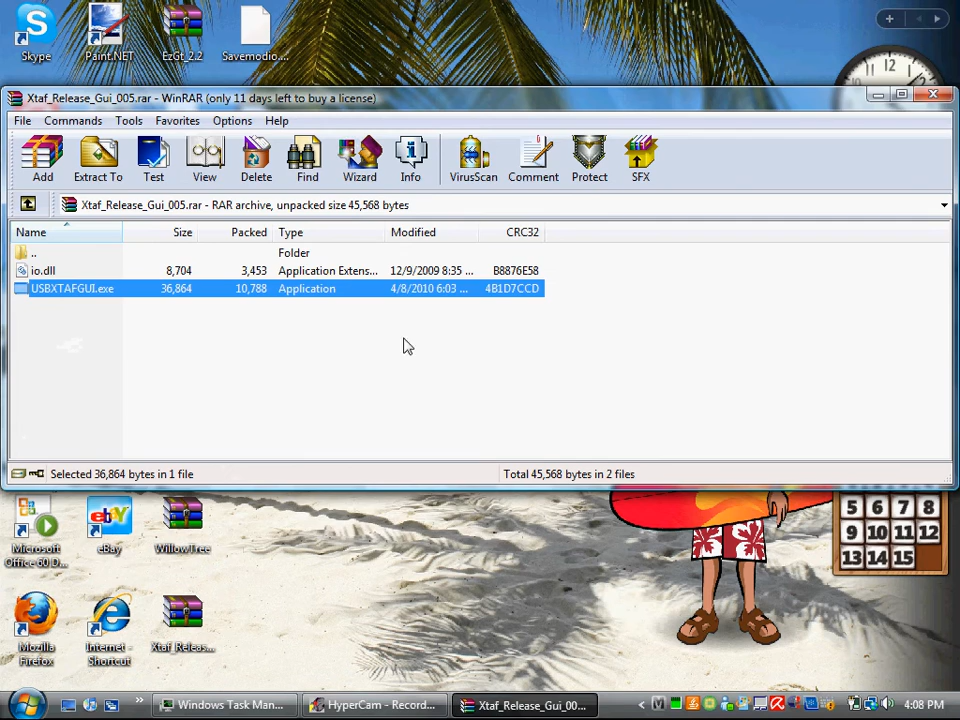 Skype
Paint.NET
EzGt_2.2
Savemodio....
12
Xtaf_Release_Gui_005.rar - WinRAR (only 11 days left to buy a license)
File Commands Tools Favorites Options Help
Add Extract To Test View Delete Find Wizard Info VirusScan Comment Protect SFX
Xtaf_Release_Gui_005.rar - RAR archive, unpacked size 45,568 bytes
Name Size Packed Type Modified CRC32
.. Folder
io.dll 8,704 3,453 Application Extens... 12/9/2009 8:35 ... B8876E58
USBXTAFGUI.exe 36,864 10,788 Application 4/8/2010 6:03 ... 4B1D7CCD
Selected 36,864 bytes in 1 file
Total 45,568 bytes in 2 files
Microsoft
Office 60 D...
ebY
eBay
WillowTree
5 6 7 8
9 10 11 12
13 14 15
Mozilla
Firefox
Internet -
Shortcut
Xtaf_Releas...
Windows Task Man...
HyperCam - Record...
Xtaf_Release_Gui_00...
4:08 PM